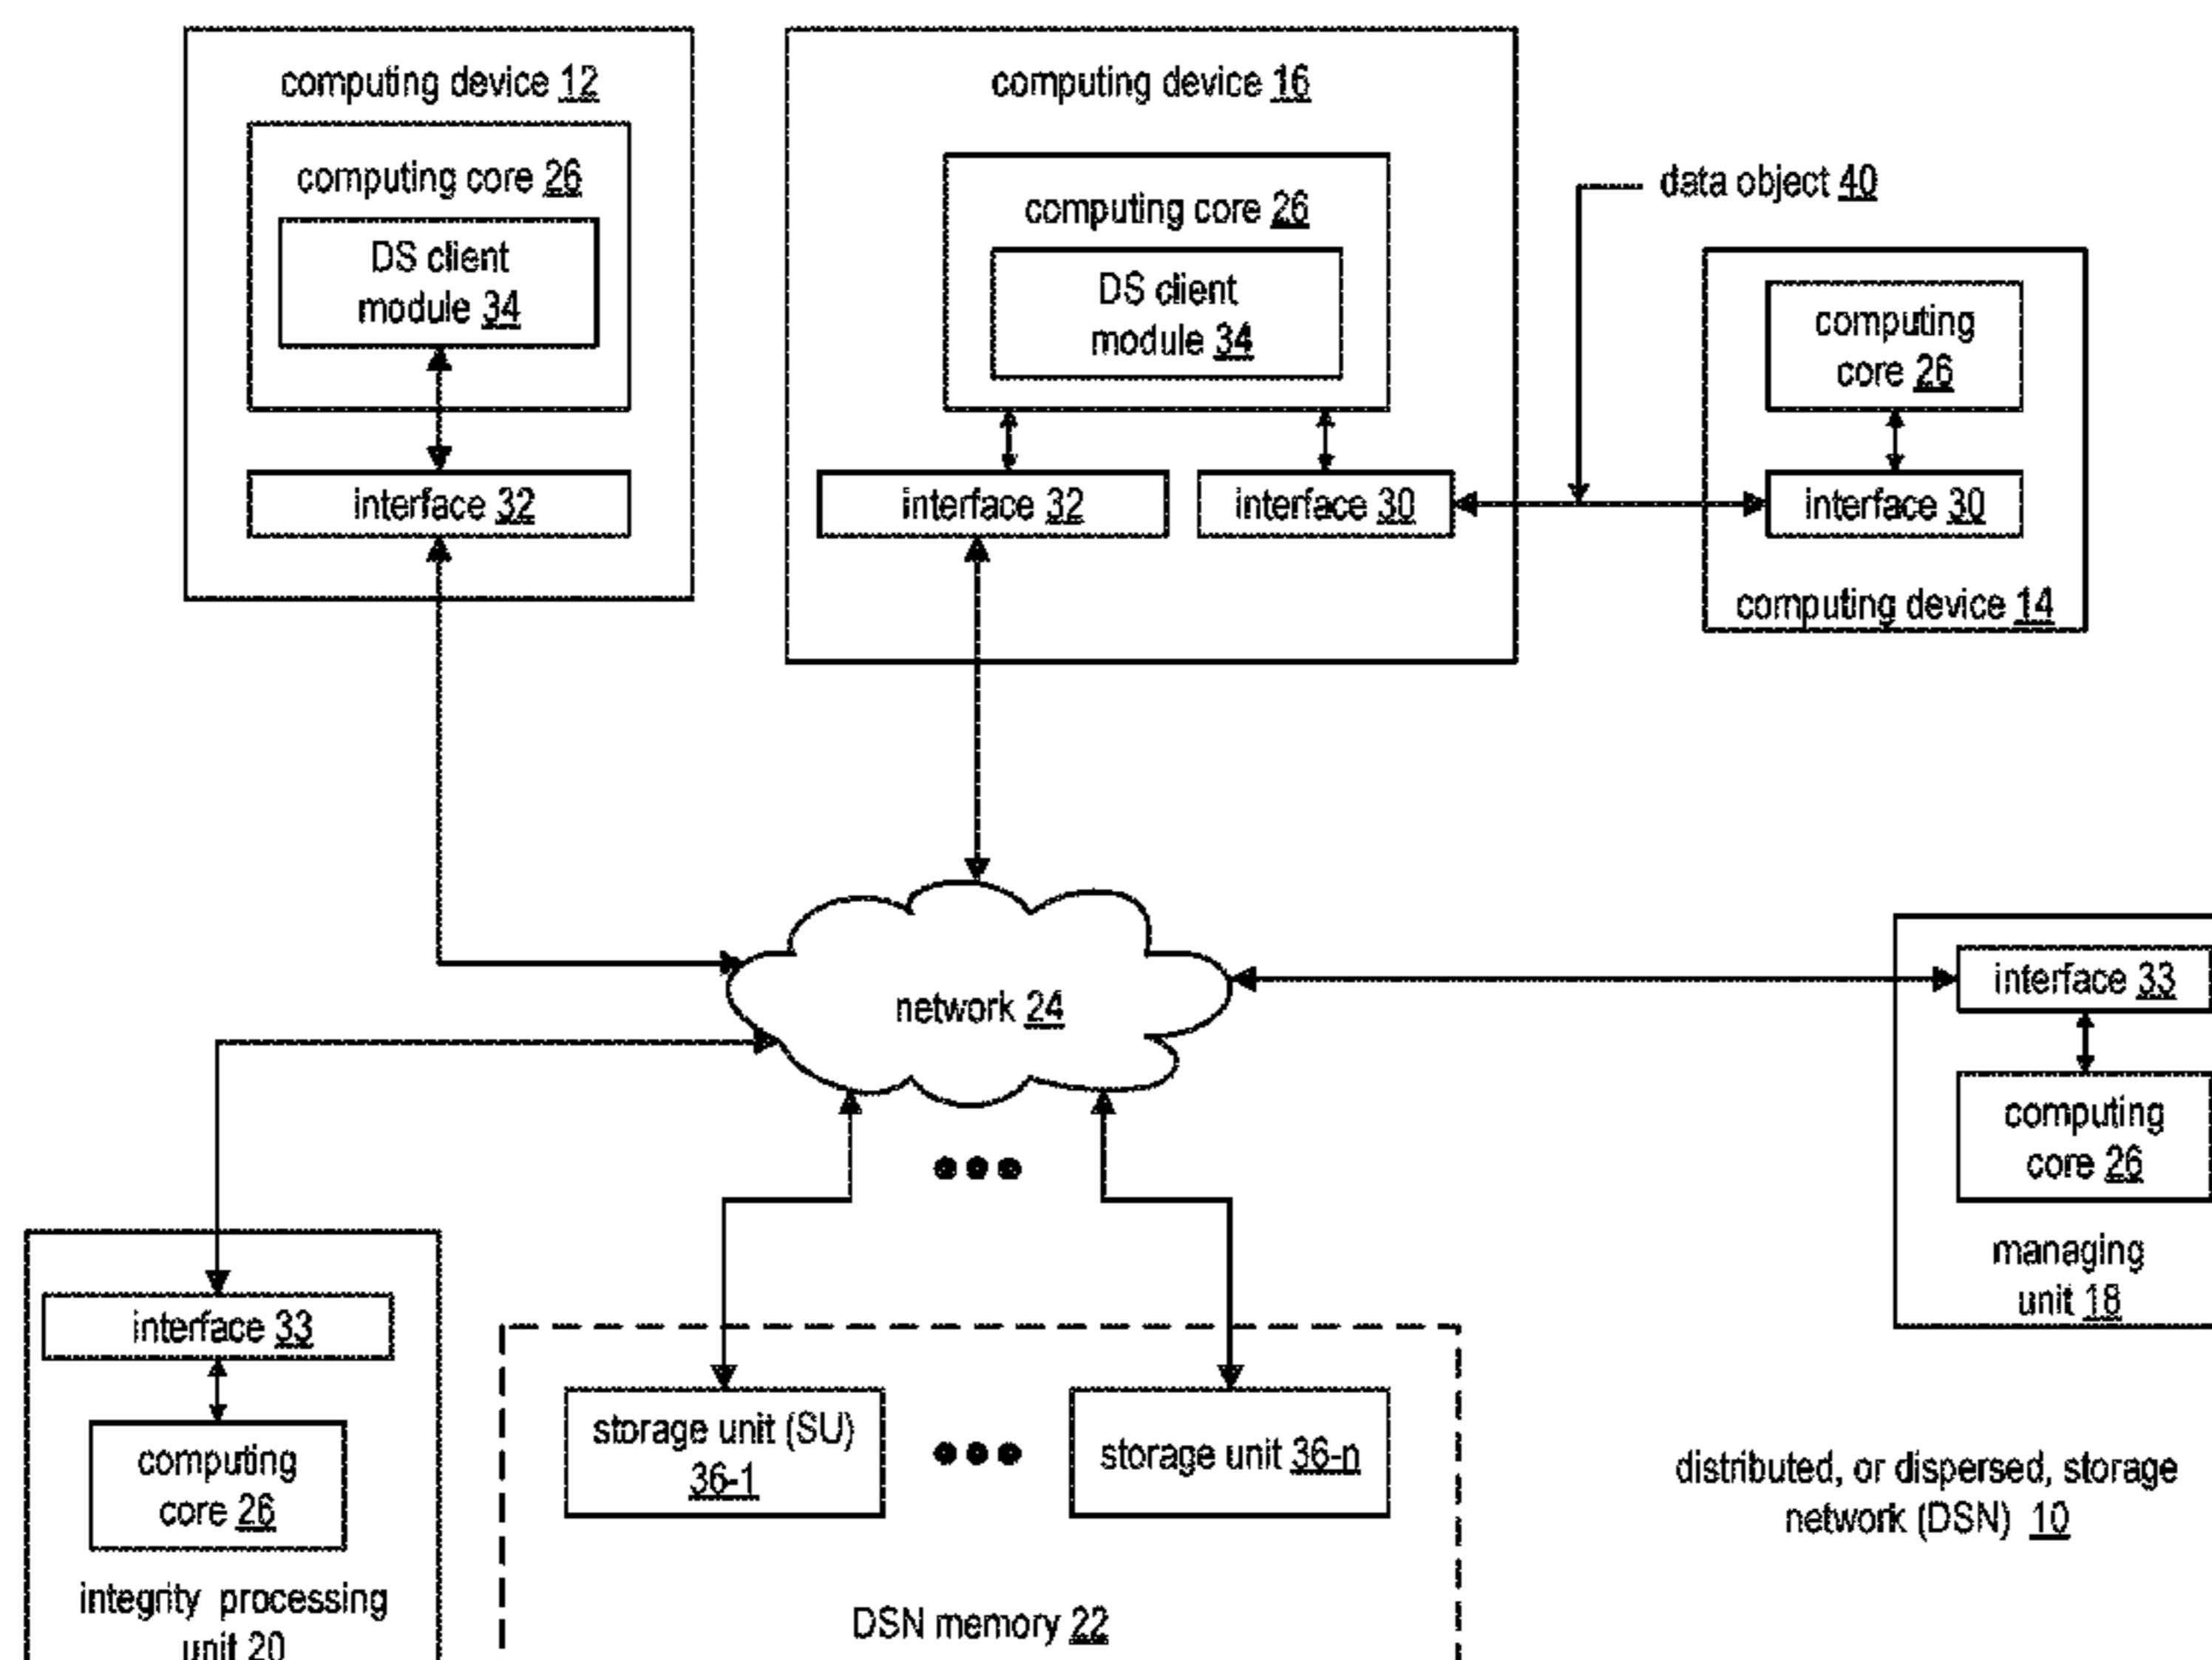 computing device 12
computing core 26
DS client
module 34
interface 32
computing device 16
computing core 26
DS client
module 34
interface 32
interface 30
data object 40
computing
core 26
interface 30
computing device 14
network 24
interface 33
computing
core 26
managing
unit 18
interface 33
computing
core 26
integrity processing
unit 20
storage unit (SU)
36-1
storage unit 36-n
DSN memory 22
distributed, or dispersed, storage
network (DSN) 10